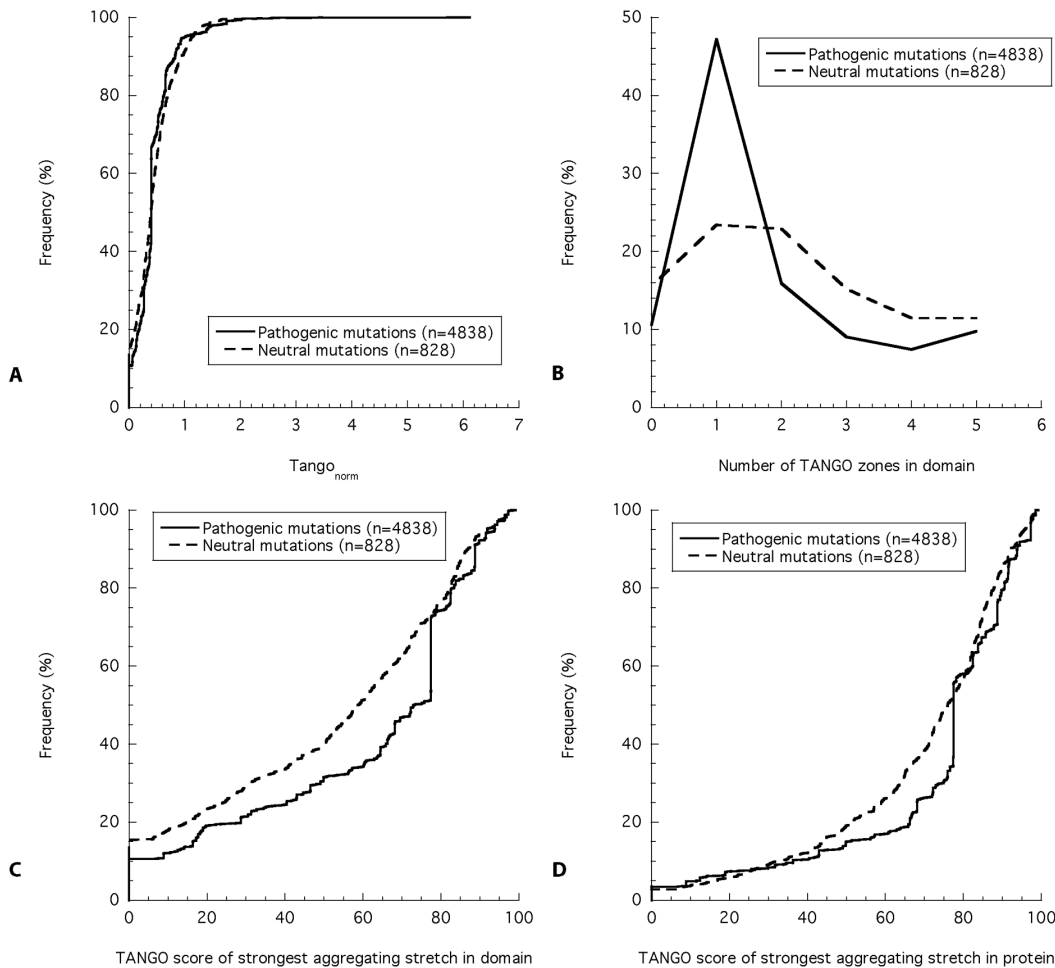 100
80
60
40
20
0
Frequency (%)
Pathogenic mutations (n=4838)
Neutral mutations (n=828)
A
0 1 2 3 4 5 6 7
Tango norm
50
40
30
20
10
0
Frequency (%)
Pathogenic mutations (n=4838)
Neutral mutations (n=828)
B
0 1 2 3 4 5 6
Number of TANGO zones in domain
100
80
60
40
20
0
Frequency (%)
Pathogenic mutations (n=4838)
Neutral mutations (n=828)
C
0 20 40 60 80 100
TANGO score of strongest aggregating stretch in domain
100
80
60
40
20
0
Frequency (%)
Pathogenic mutations (n=4838)
Neutral mutations (n=828)
D
0 20 40 60 80 100
TANGO score of strongest aggregating stretch in protein